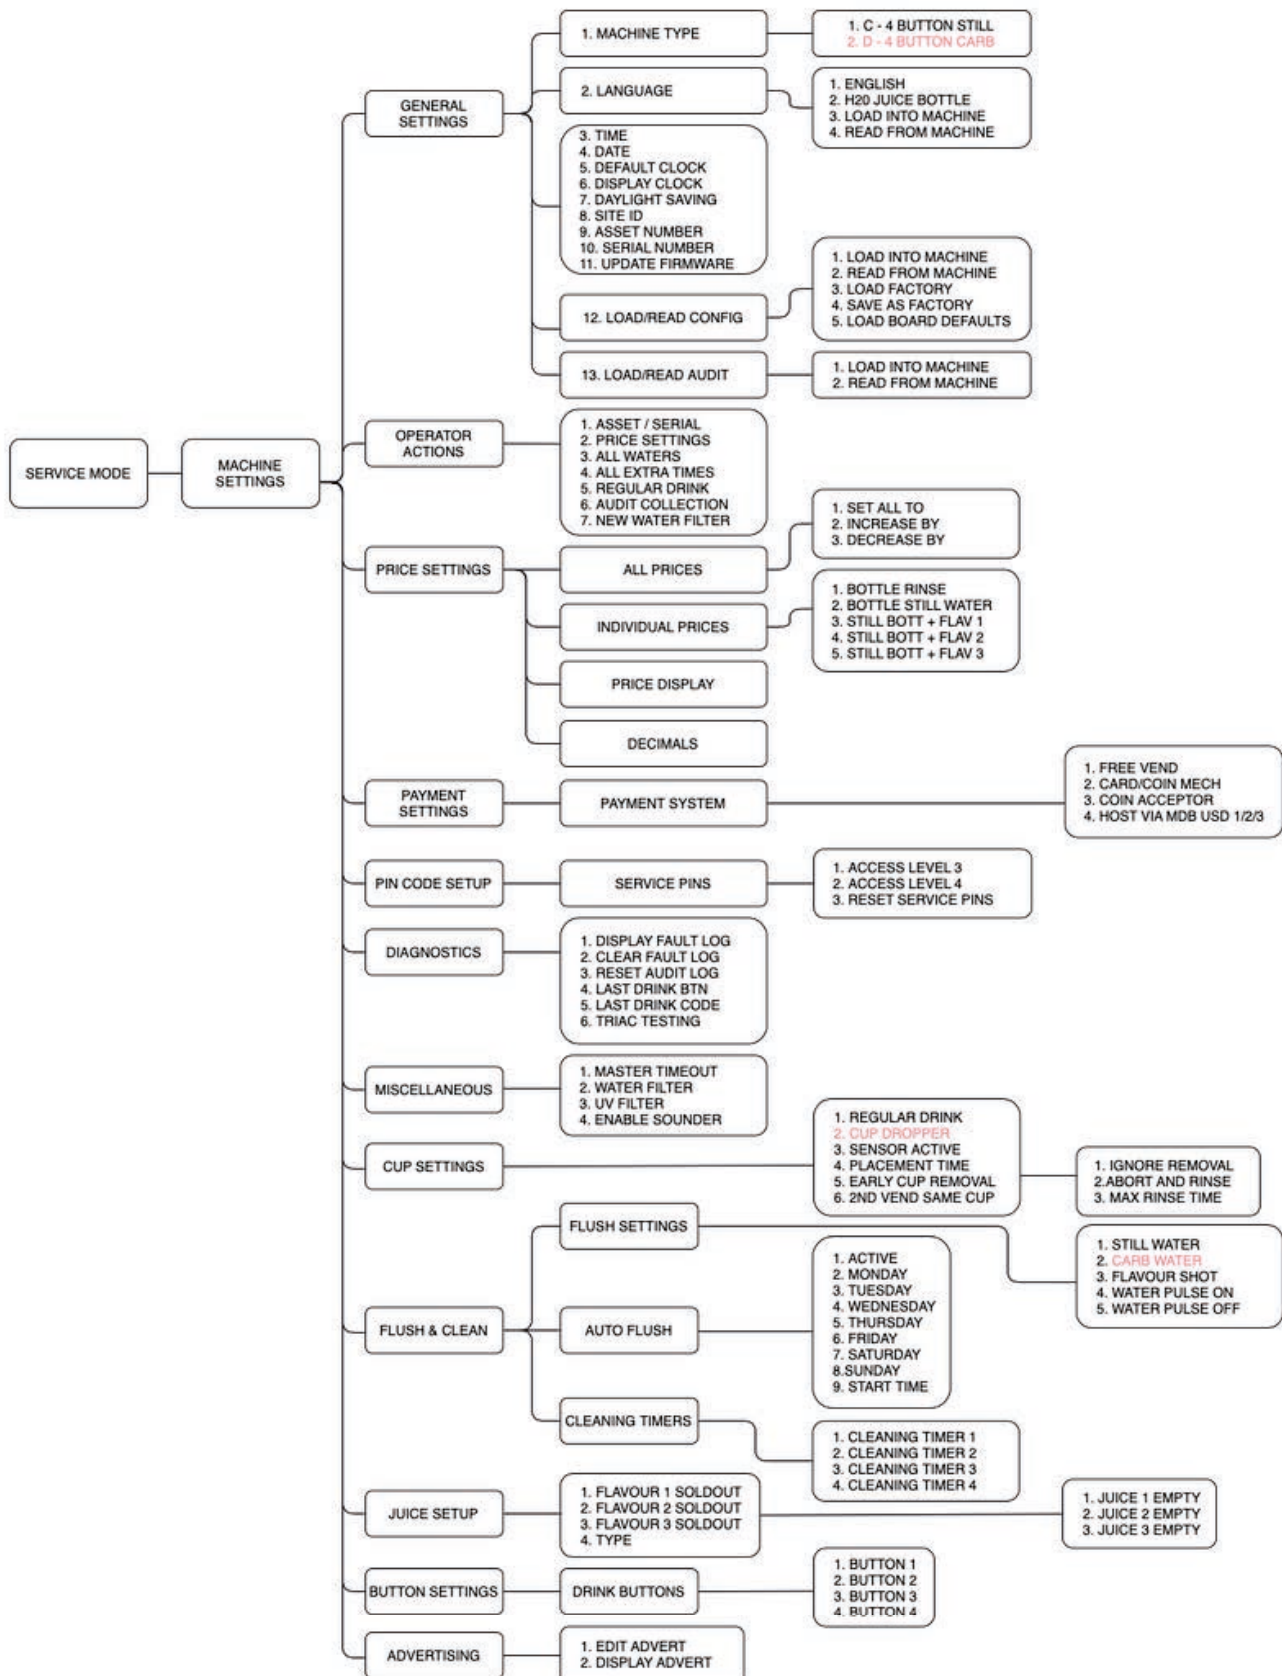 SERVICE MODE
MACHINE
SETTINGS
GENERAL
SETTINGS
1. MACHINE TYPE
1. C - 4 BUTTON STILL
2. D - 4 BUTTON CARB
2. LANGUAGE
1. ENGLISH
2. H20 JUICE BOTTLE
3. LOAD INTO MACHINE
4. READ FROM MACHINE
3. TIME
4. DATE
5. DEFAULT CLOCK
6. DISPLAY CLOCK
7. DAYLIGHT SAVING
8. SITE ID
9. ASSET NUMBER
10. SERIAL NUMBER
11. UPDATE FIRMWARE
12. LOAD/READ CONFIG
1. LOAD INTO MACHINE
2. READ FROM MACHINE
3. LOAD FACTORY
4. SAVE AS FACTORY
5. LOAD BOARD DEFAULTS
13. LOAD/READ AUDIT
1. LOAD INTO MACHINE
2. READ FROM MACHINE
OPERATOR
ACTIONS
1. ASSET / SERIAL
2. PRICE SETTINGS
3. ALL WATERS
4. ALL EXTRA TIMES
5. REGULAR DRINK
6. AUDIT COLLECTION
7. NEW WATER FILTER
PRICE SETTINGS
ALL PRICES
1. SET ALL TO
2. INCREASE BY
3. DECREASE BY
INDIVIDUAL PRICES
1. BOTTLE RINSE
2. BOTTLE STILL WATER
3. STILL BOTT + FLAV 1
4. STILL BOTT + FLAV 2
5. STILL BOTT + FLAV 3
PRICE DISPLAY
DECIMALS
PAYMENT
SETTINGS
PAYMENT SYSTEM
1. FREE VEND
2. CARD/COIN MECH
3. COIN ACCEPTOR
4. HOST VIA MDB USD 1/2/3
PIN CODE SETUP
SERVICE PINS
1. ACCESS LEVEL 3
2. ACCESS LEVEL 4
3. RESET SERVICE PINS
DIAGNOSTICS
1. DISPLAY FAULT LOG
2. CLEAR FAULT LOG
3. RESET AUDIT LOG
4. LAST DRINK BTN
5. LAST DRINK CODE
6. TRIAC TESTING
MISCELLANEOUS
1. MASTER TIMEOUT
2. WATER FILTER
3. UV FILTER
4. ENABLE SOUNDER
CUP SETTINGS
1. REGULAR DRINK
2. CUP DROPPER
3. SENSOR ACTIVE
4. PLACEMENT TIME
5. EARLY CUP REMOVAL
6. 2ND VEND SAME CUP
1. IGNORE REMOVAL
2.ABORT AND RINSE
3. MAX RINSE TIME
FLUSH & CLEAN
FLUSH SETTINGS
1. STILL WATER
2. CARB WATER
3. FLAVOUR SHOT
4. WATER PULSE ON
5. WATER PULSE OFF
AUTO FLUSH
1. ACTIVE
2. MONDAY
3. TUESDAY
4. WEDNESDAY
5. THURSDAY
6. FRIDAY
7. SATURDAY
8.SUNDAY
9. START TIME
CLEANING TIMERS
1. CLEANING TIMER 1
2. CLEANING TIMER 2
3. CLEANING TIMER 3
4. CLEANING TIMER 4
JUICE SETUP
1. FLAVOUR 1 SOLDOUT
2. FLAVOUR 2 SOLDOUT
3. FLAVOUR 3 SOLDOUT
4. TYPE
1. JUICE 1 EMPTY
2. JUICE 2 EMPTY
3. JUICE 3 EMPTY
BUTTON SETTINGS
DRINK BUTTONS
1. BUTTON 1
2. BUTTON 2
3. BUTTON 3
4. BUTTON 4
ADVERTISING
1. EDIT ADVERT
2. DISPLAY ADVERT